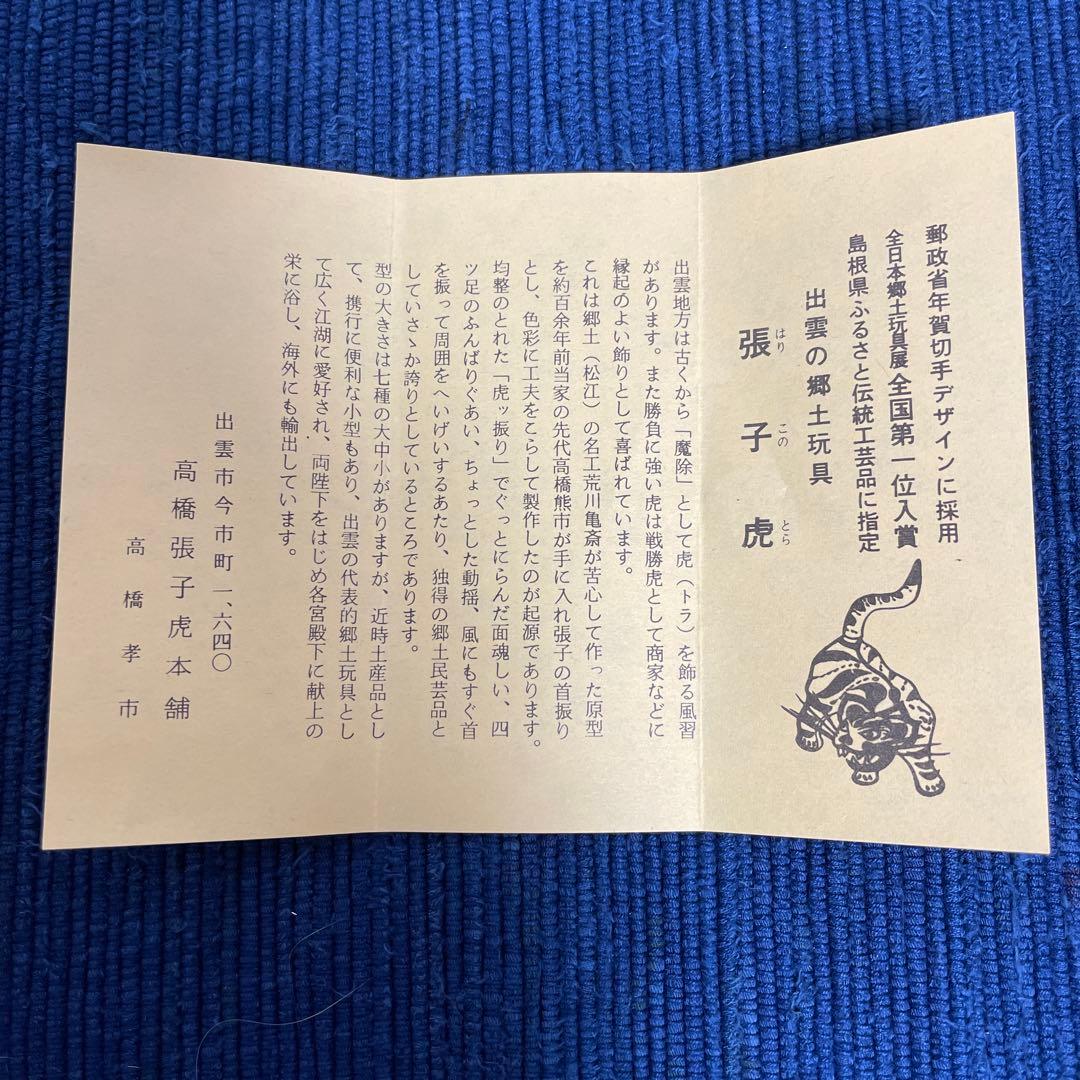 郵政省年賀切手デザインに採用
全日本郷土玩具展全国第一位入賞
島根県ふるさと伝統工芸品に指定
出雲の郷土玩具
張子虎
はり この とら
出雲地方は古くから「魔除」として虎（トラ）を飾る風習
があります。また勝負に強い虎は戦勝虎として商家などに
縁起のよい飾りとして喜ばれています。
これは郷土（松江）の名工荒川亀斎が苦心して作った原型
を約百余年前当家の先代高橋熊市が手に入れ張子の首振り
とし、色彩に工夫をこらして製作したのが起源であります。
均整のとれた「虎ッ振り」でぐっとにらんだ面魂しい、四
ツ足のふんばりぐあい、ちょっとした動揺、風にもすぐ首
を振って周囲をへいげいするあたり、独得の郷土民芸品と
していさゝか誇りとしているところであります。
型の大きさは七種の大中小がありますが、近時土産品とし
て、携行に便利な小型もあり、出雲の代表的郷土玩具とし
て広く江湖に愛好され、両陛下をはじめ各宮殿下に献上の
栄に浴し、海外にも輸出しています。
出雲市今市町一、六四〇
高橋張子虎本舗
高橋孝市